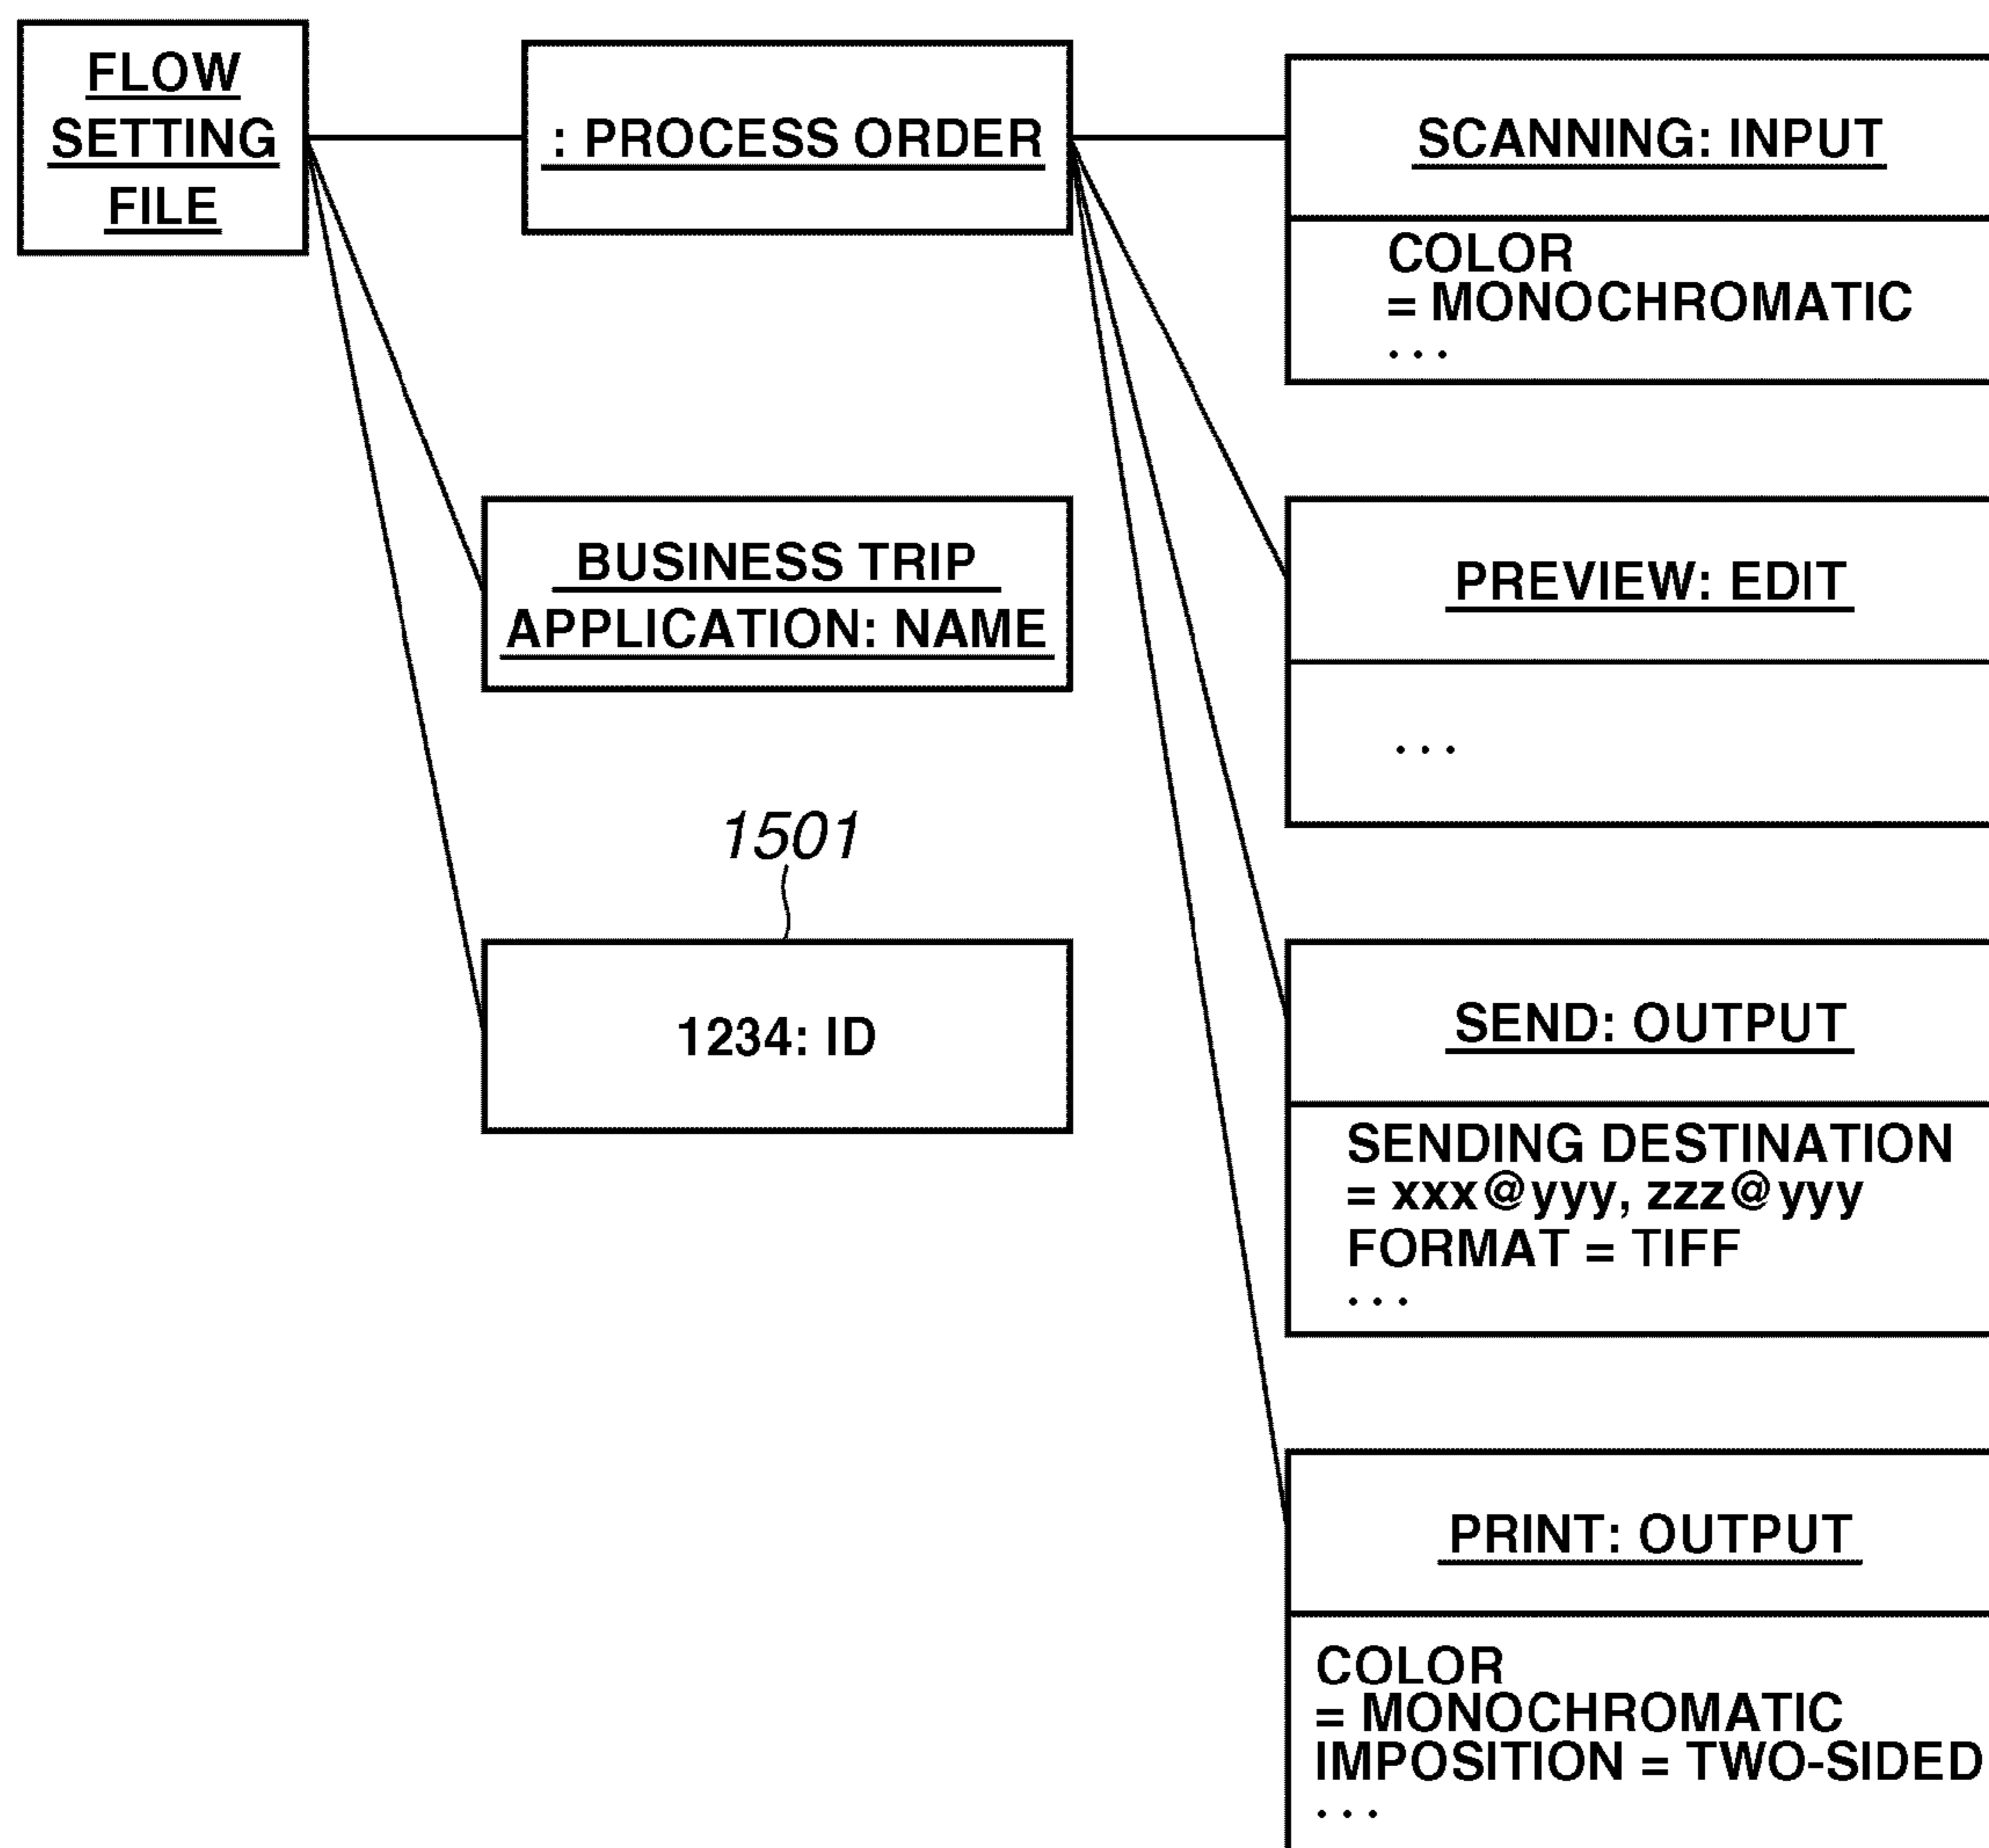 FLOW
SETTING
FILE
: PROCESS ORDER
BUSINESS TRIP
APPLICATION: NAME
1501
1234: ID
SCANNING: INPUT
COLOR
= MONOCHROMATIC
...
PREVIEW: EDIT
...
SEND: OUTPUT
SENDING DESTINATION
= xxx@yyy, zzz@yyy
FORMAT = TIFF
...
PRINT: OUTPUT
COLOR
= MONOCHROMATIC
IMPOSITION = TWO-SIDED
...